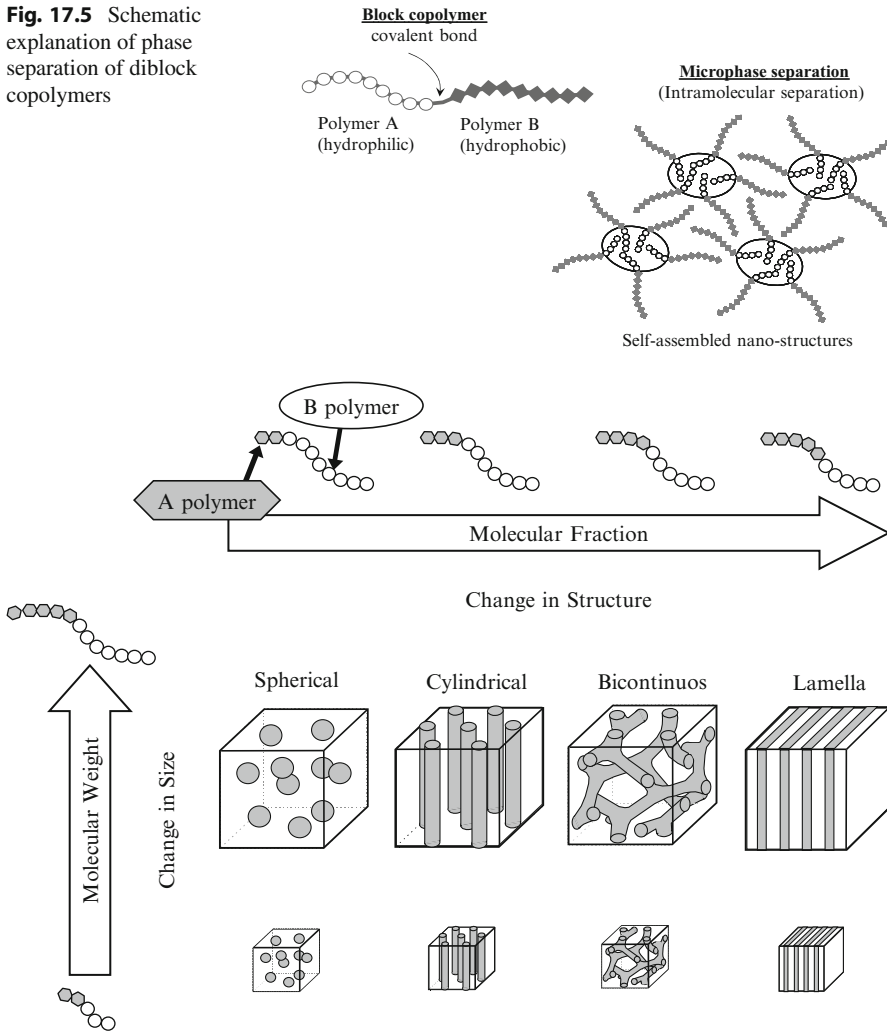 Fig. 17.5 Schematic
explanation of phase
separation of diblock
copolymers
Block copolymer
covalent bond
Polymer A
(hydrophilic)
Polymer B
(hydrophobic)
Microphase separation
(Intramolecular separation)
Self-assembled nano-structures
B polymer
A polymer
Molecular Fraction
Change in Structure
Molecular Weight
Change in Size
Spherical
Cylindrical
Bicontinuos
Lamella